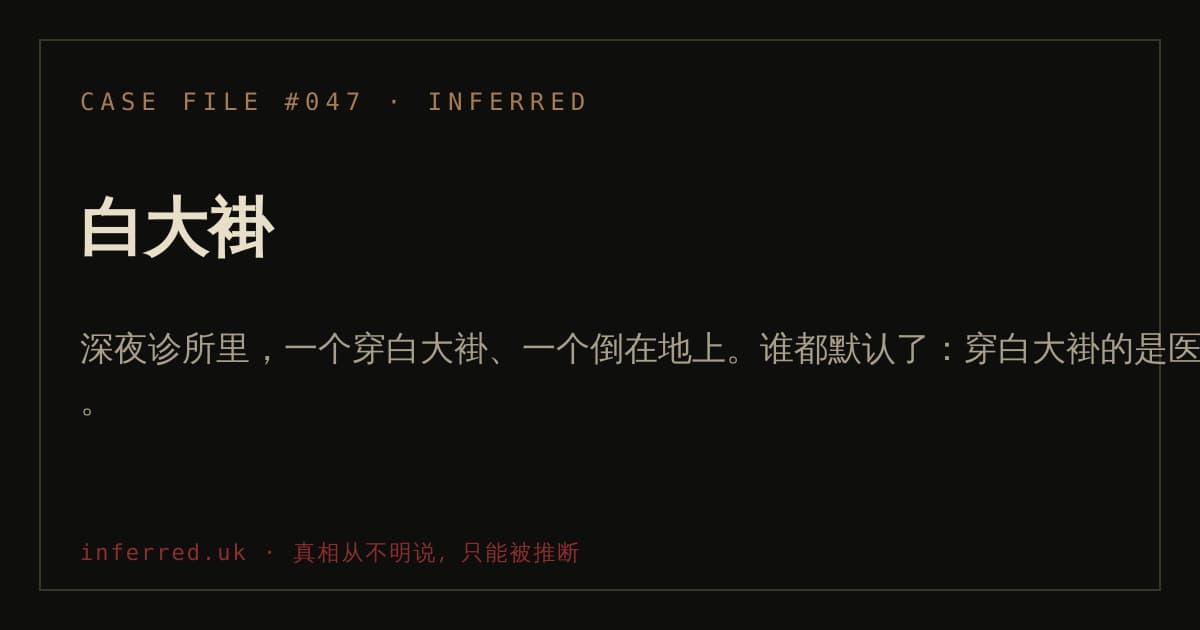 CASE FILE #047 · INFERRED
白大褂
深夜诊所里，一个穿白大褂、一个倒在地上。谁都默认了：穿白大褂的是医
。
inferred.uk · 真相从不明说，只能被推断